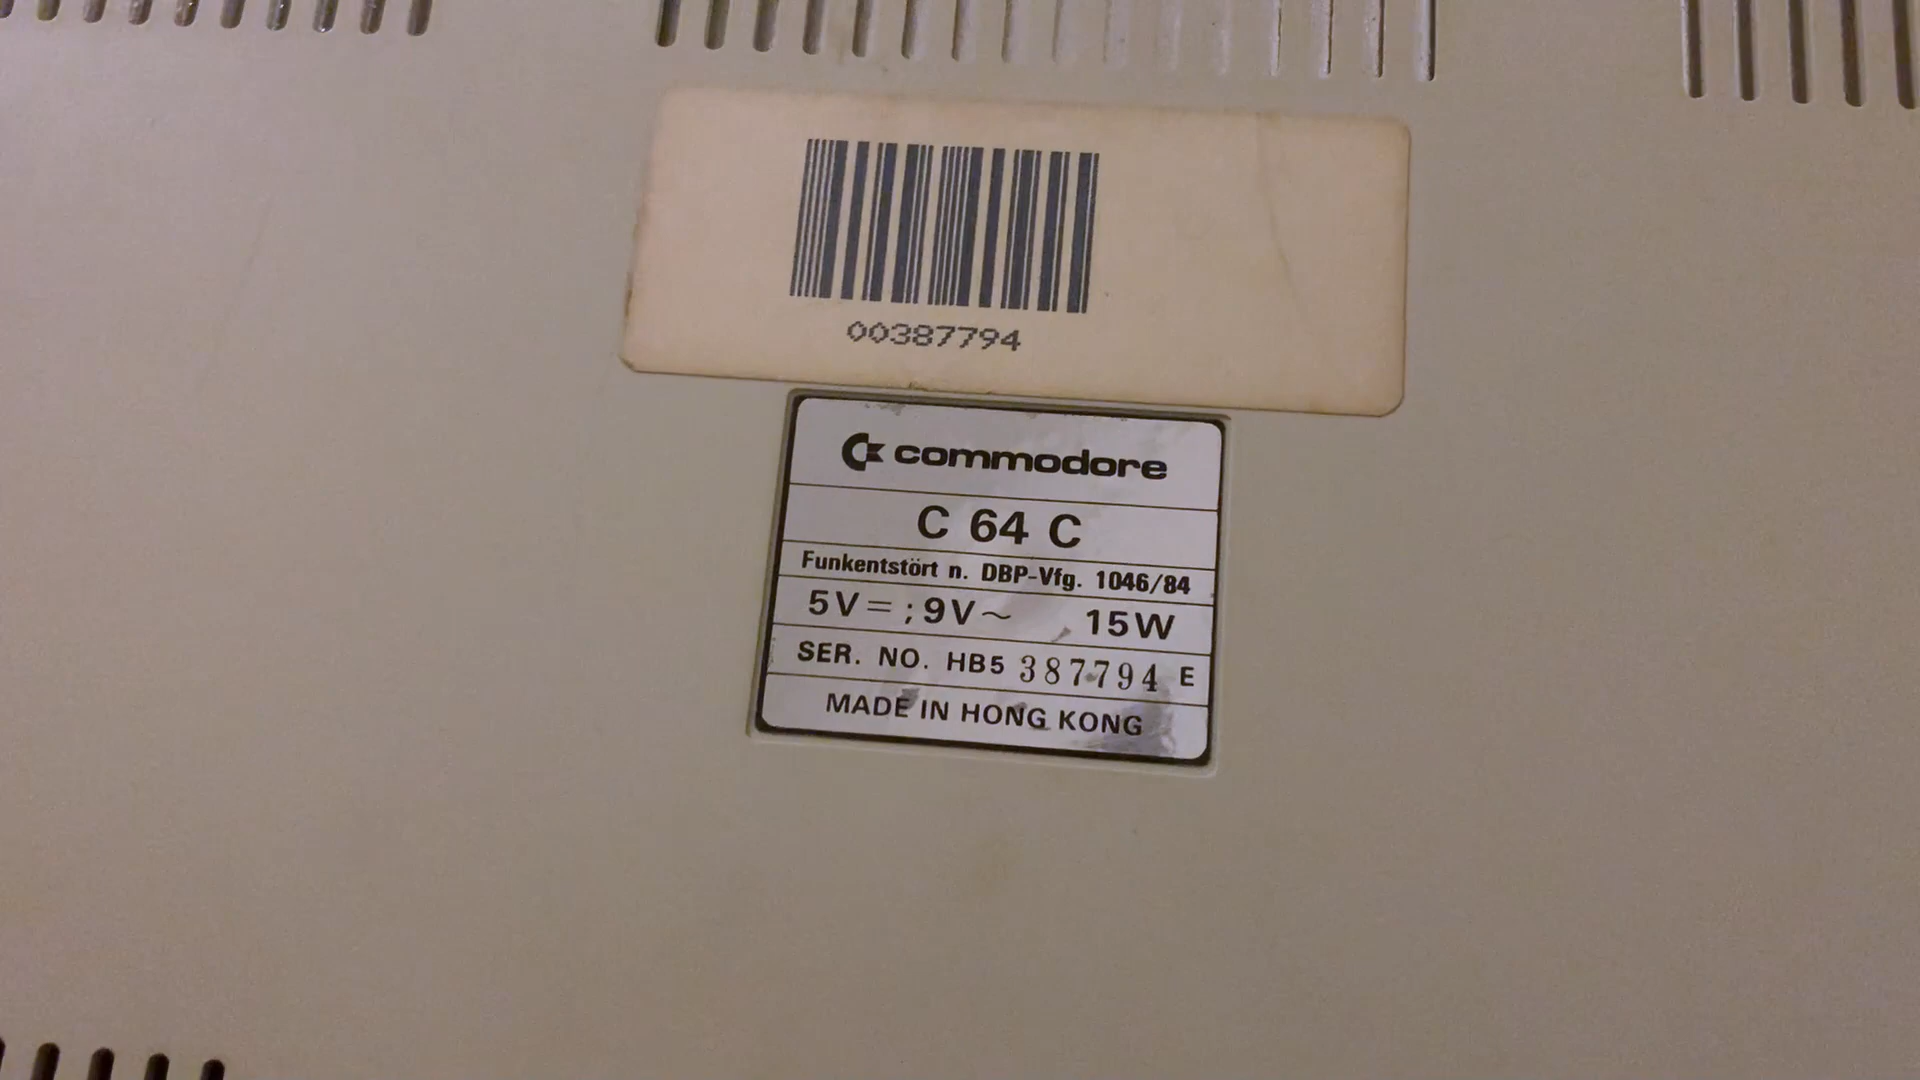 00387794
commodore
C 64 C
Funkentstört n. DBP-Vfg. 1046/84
5V⎓ ; 9V~ 15W
SER. NO. HB5 387794 E
MADE IN HONG KONG